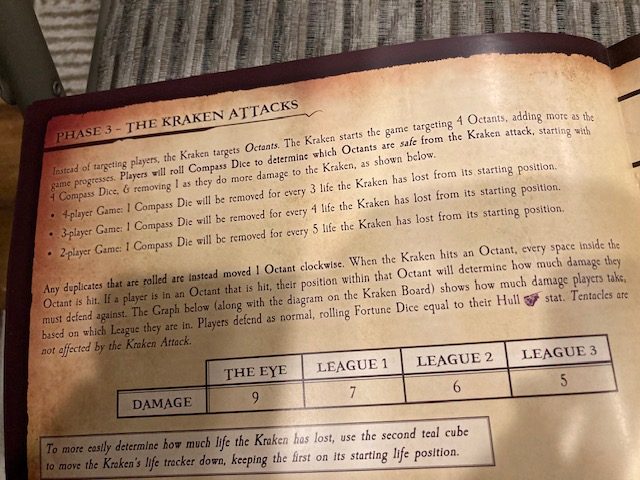 PHASE 3 - THE KRAKEN ATTACKS
Instead of targeting players, the Kraken targets Octants. The Kraken starts the game targeting 4 Octants, adding more as the
game progresses. Players will roll Compass Dice to determine which Octants are safe from the Kraken attack, starting with
4 Compass Dice, & removing 1 as they do more damage to the Kraken, as shown below.
• 4-player Game: 1 Compass Die will be removed for every 3 life the Kraken has lost from its starting position.
• 3-player Game: 1 Compass Die will be removed for every 4 life the Kraken has lost from its starting position.
• 2-player Game: 1 Compass Die will be removed for every 5 life the Kraken has lost from its starting position.
Any duplicates that are rolled are instead moved 1 Octant clockwise. When the Kraken hits an Octant, every space inside the
Octant is hit. If a player is in an Octant that is hit, their position within that Octant will determine how much damage they
must defend against. The Graph below (along with the diagram on the Kraken Board) shows how much damage players take,
based on which League they are in. Players defend as normal, rolling Fortune Dice equal to their Hull stat. Tentacles are
not affected by the Kraken Attack.
THE EYE LEAGUE 1 LEAGUE 2 LEAGUE 3
DAMAGE 9 7 6 5
To more easily determine how much life the Kraken has lost, use the second teal cube
to move the Kraken's life tracker down, keeping the first on its starting life position.